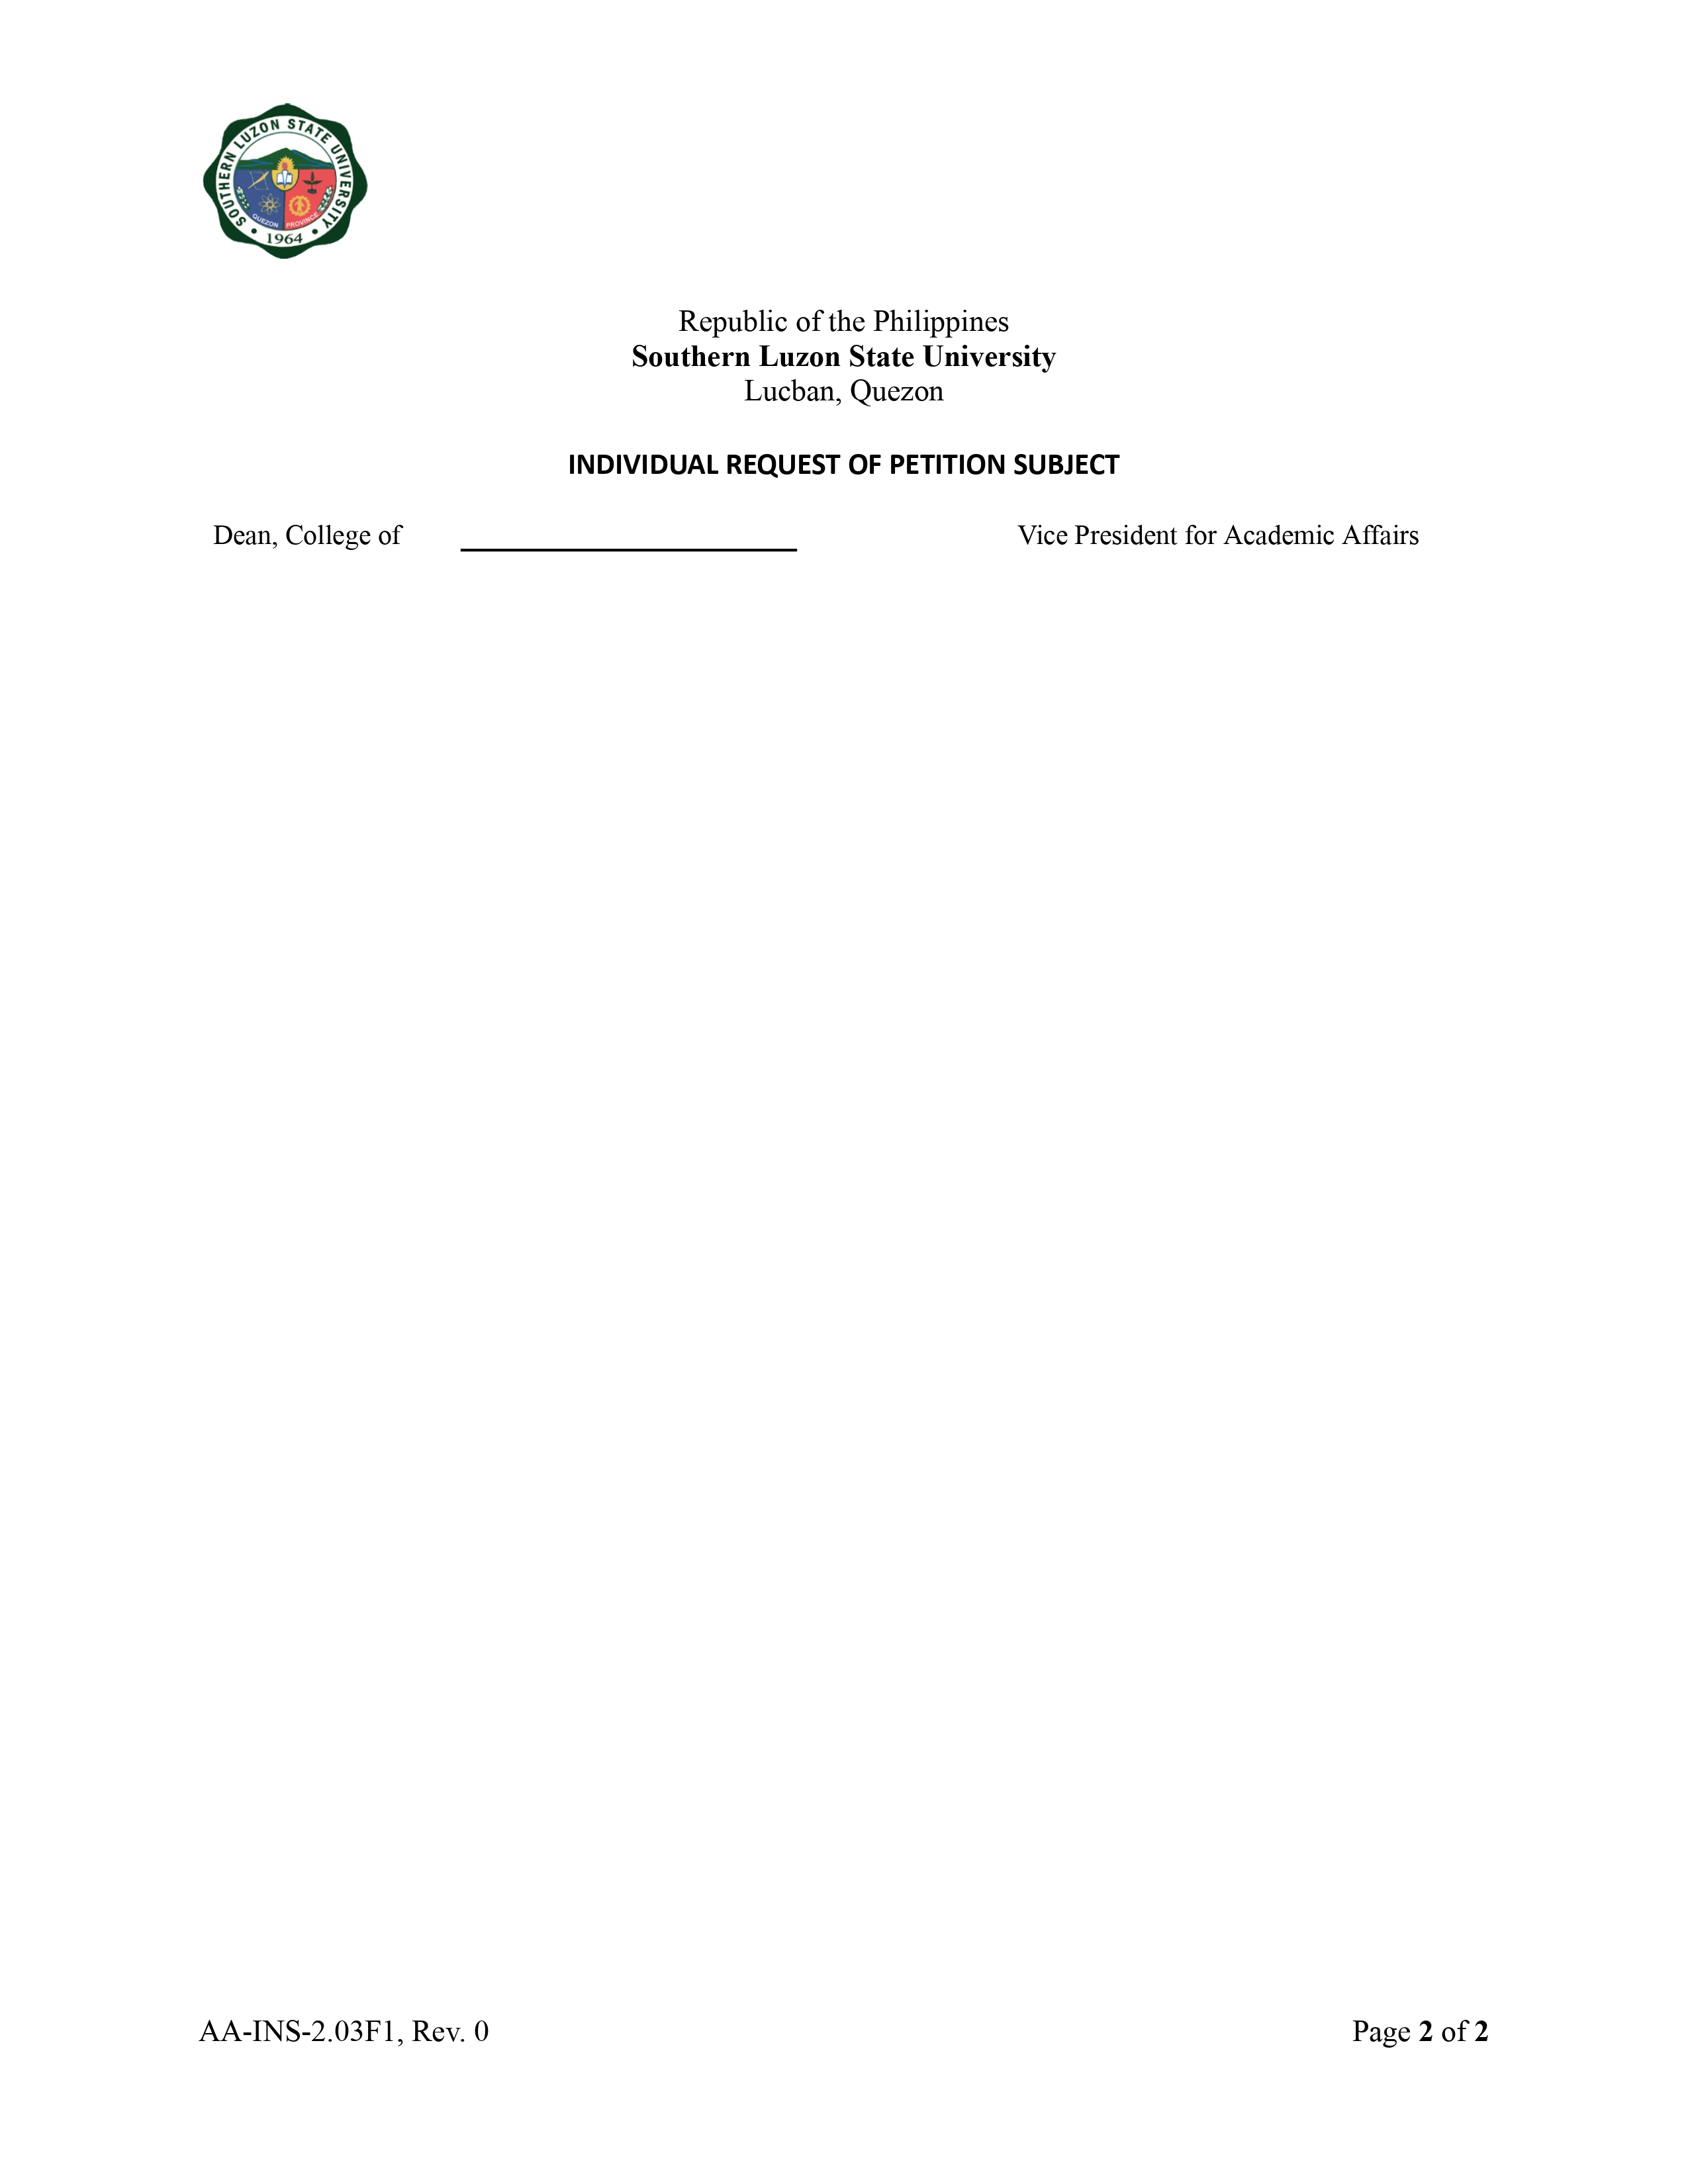 SOUTHERN LUZON STATE UNIVERSITY
QUEZON PROVINCE
1964
Republic of the Philippines
Southern Luzon State University
Lucban, Quezon
INDIVIDUAL REQUEST OF PETITION SUBJECT
Dean, College of Vice President for Academic Affairs
AA-INS-2.03F1, Rev. 0 Page 2 of 2